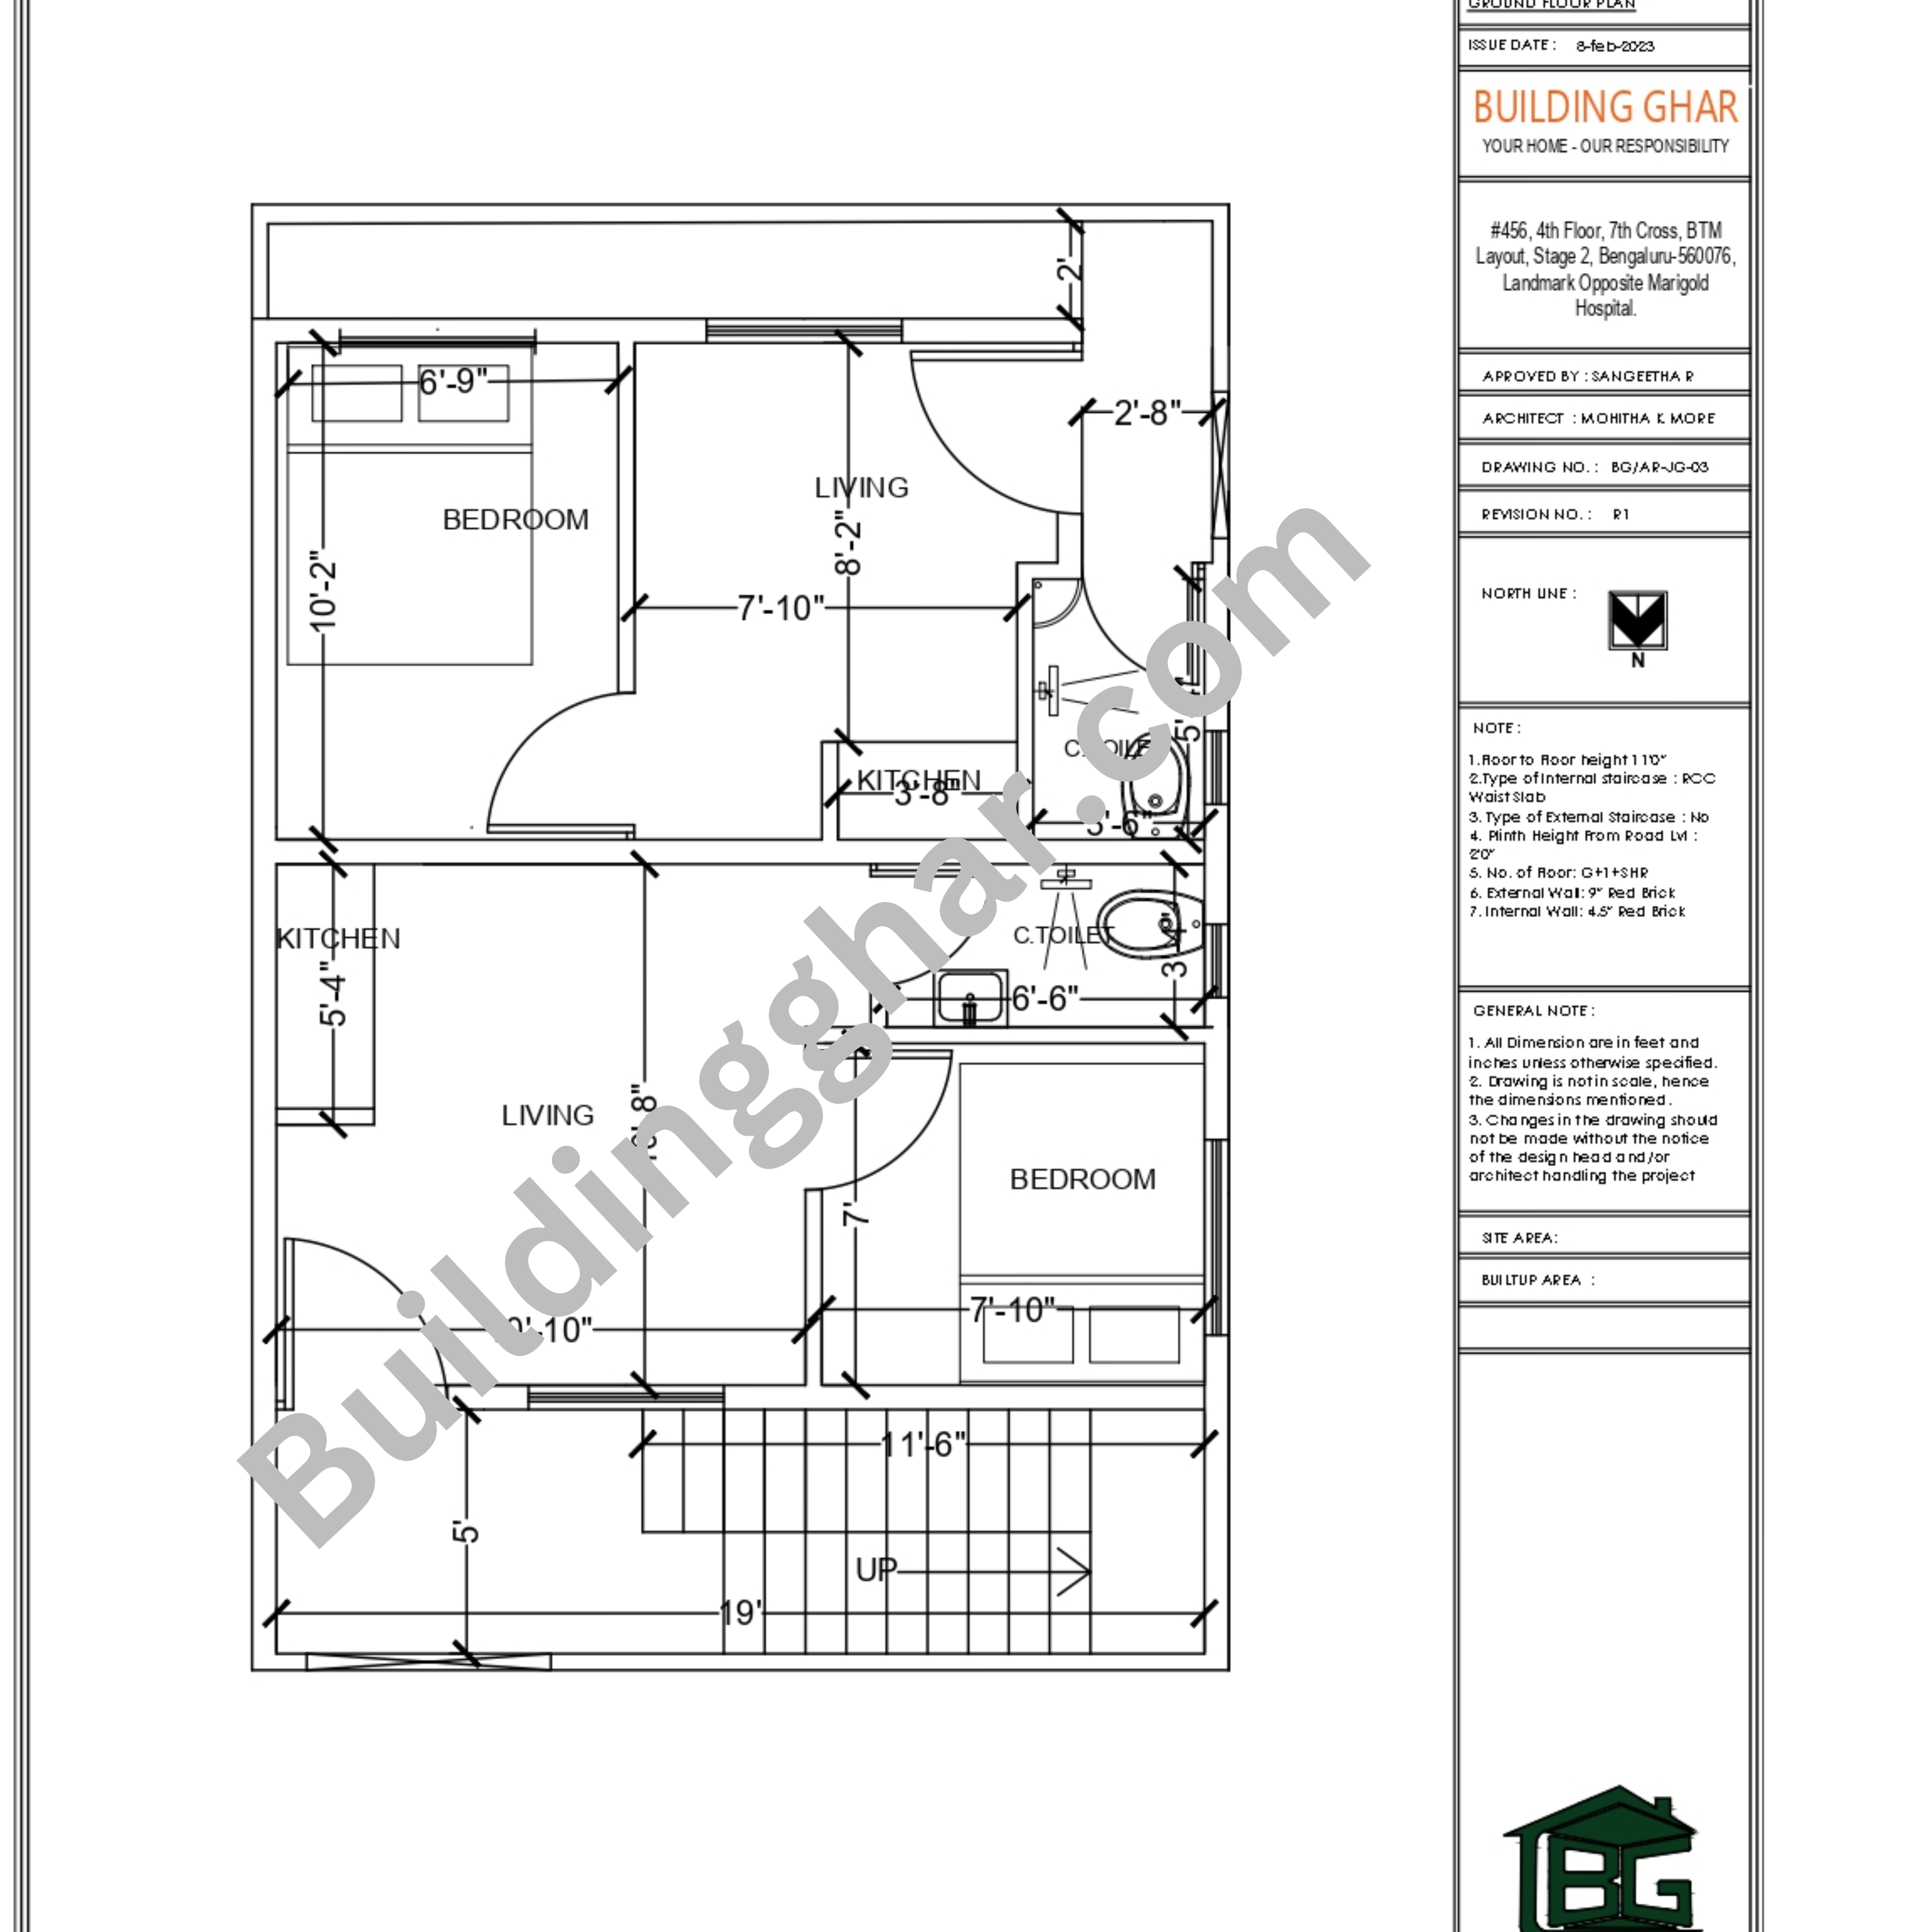 2'
6'-9"
2'-8"
LIVING
BEDROOM
8'-2"
10'-2"
7'-10"
C.TOILET
KITCHEN
3'-8"
3'-6"
KITCHEN
C.TOILET
5'-4"
6'-6"
LIVING
BEDROOM
7'
7'-10"
11'-6"
5'
UP
19'
Buildingghar.com
GROUND FLOOR PLAN
ISSUE DATE : 8-feb-2023
BUILDING GHAR
YOUR HOME - OUR RESPONSIBILITY
#456, 4th Floor, 7th Cross, BTM
Layout, Stage 2, Bengaluru-560076,
Landmark Opposite Marigold
Hospital.
APROVED BY : SANGEETHA R
ARCHITECT : MOHITHA K MORE
DRAWING NO. : BG/AR-JG-03
REVISION NO. : R1
NORTH LINE :
N
NOTE :
1.Floor to Floor height 11'0"
2.Type of Internal staircase : RCC
Waist Slab
3. Type of External Staircase : No
4. Plinth Height From Road Lvl :
2'0"
5. No. of Floor: G+1+SHR
6. External Wall: 9" Red Brick
7. Internal Wall: 4.5" Red Brick
GENERAL NOTE :
1. All Dimension are in feet and
inches unless otherwise specified.
2. Drawing is not in scale, hence
the dimensions mentioned.
3. Changes in the drawing should
not be made without the notice
of the design head and/or
architect handling the project
SITE AREA:
BUILTUP AREA :
BG